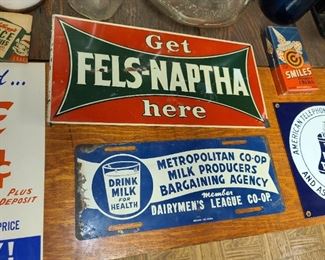 Get
FELS-NAPTHA
here
SMILES
PLUS
DEPOSIT
PRICE
DRINK
MILK
FOR
HEALTH
METROPOLITAN CO-OP
MILK PRODUCERS
BARGAINING AGENCY
member
DAIRYMEN'S LEAGUE CO-OP.
AMERICAN TELEPHONE
AND